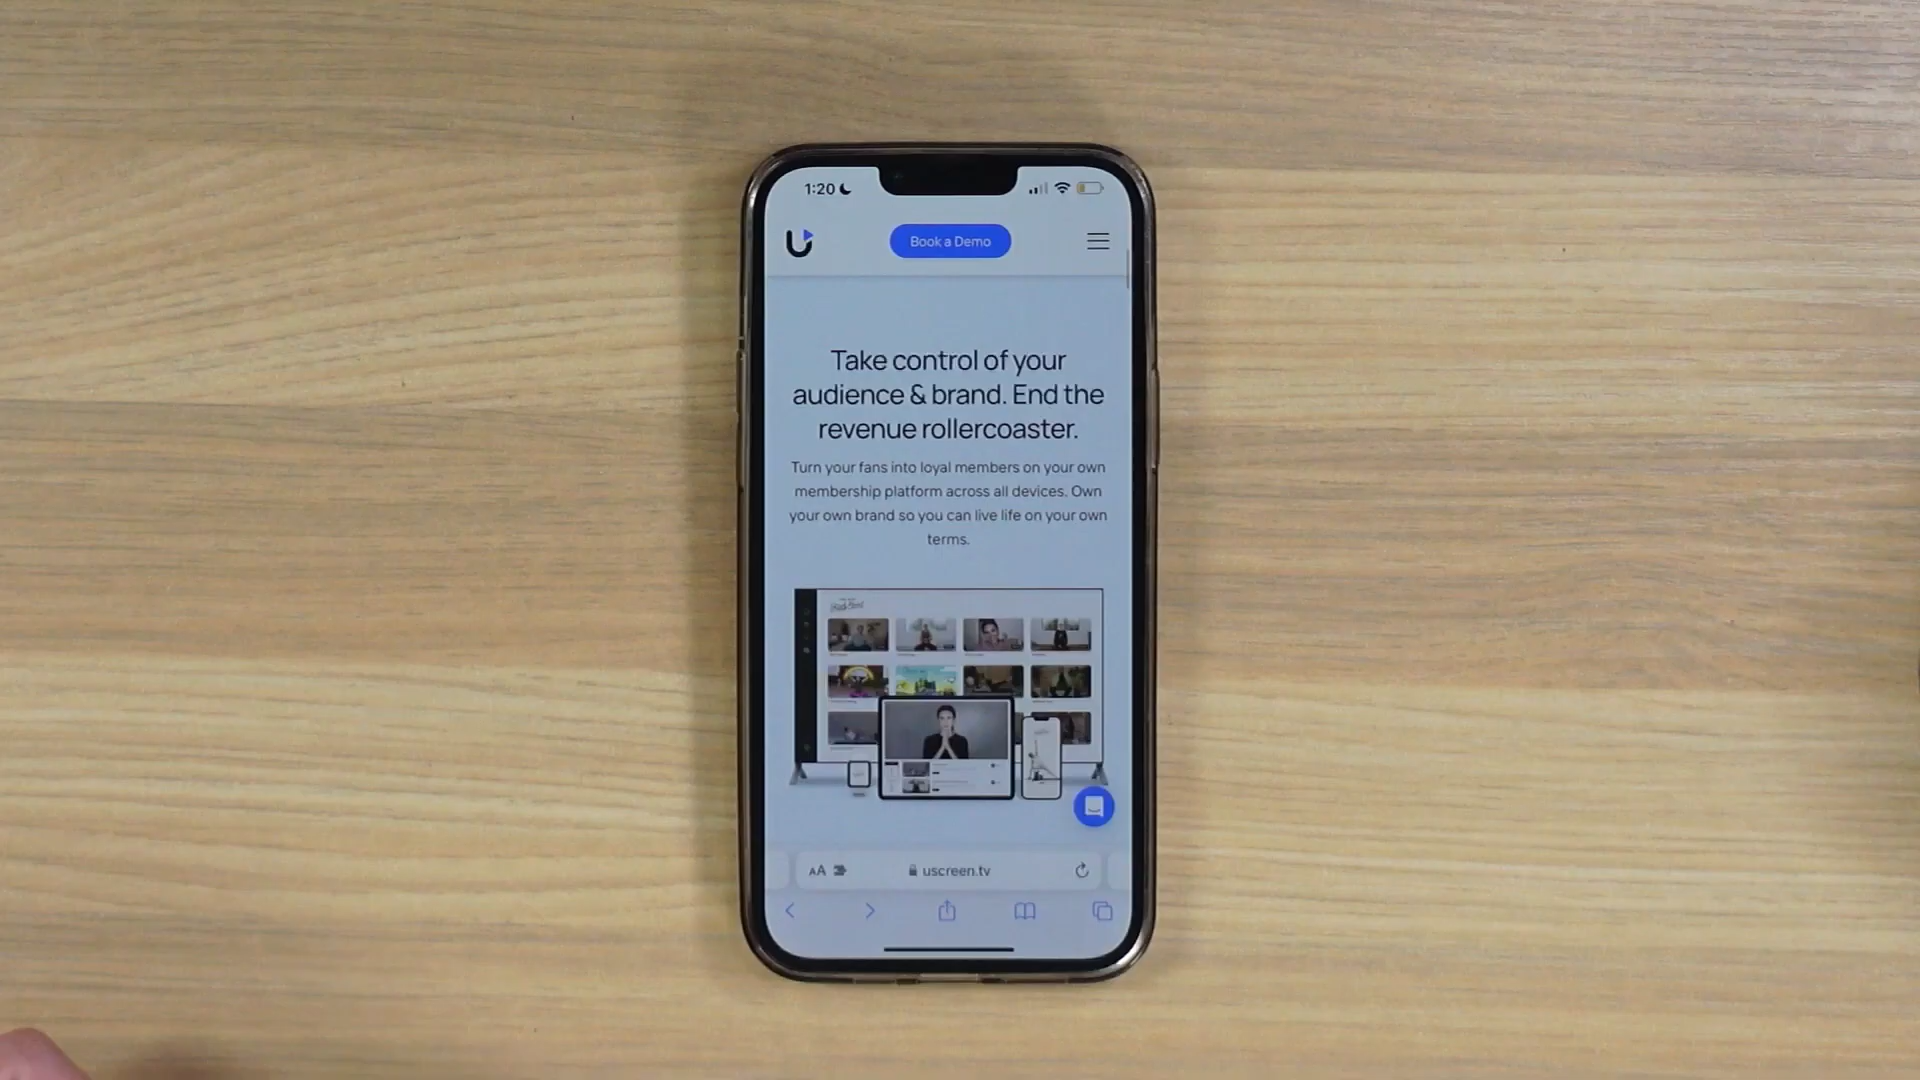 1:20
Book a Demo
Take control of your
audience & brand. End the
revenue rollercoaster.
Turn your fans into loyal members on your own
membership platform across all devices. Own
your own brand so you can live life on your own
terms.
AA
uscreen.tv